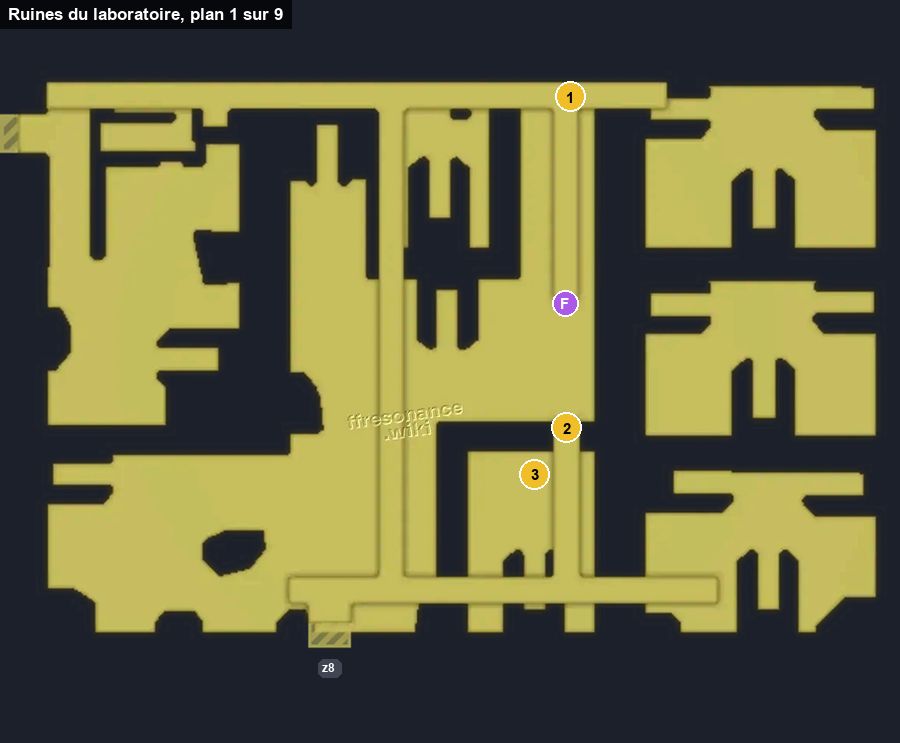 Ruines du laboratoire, plan 1 sur 9
1
F
ffresonance
.wiki
2
3
z8